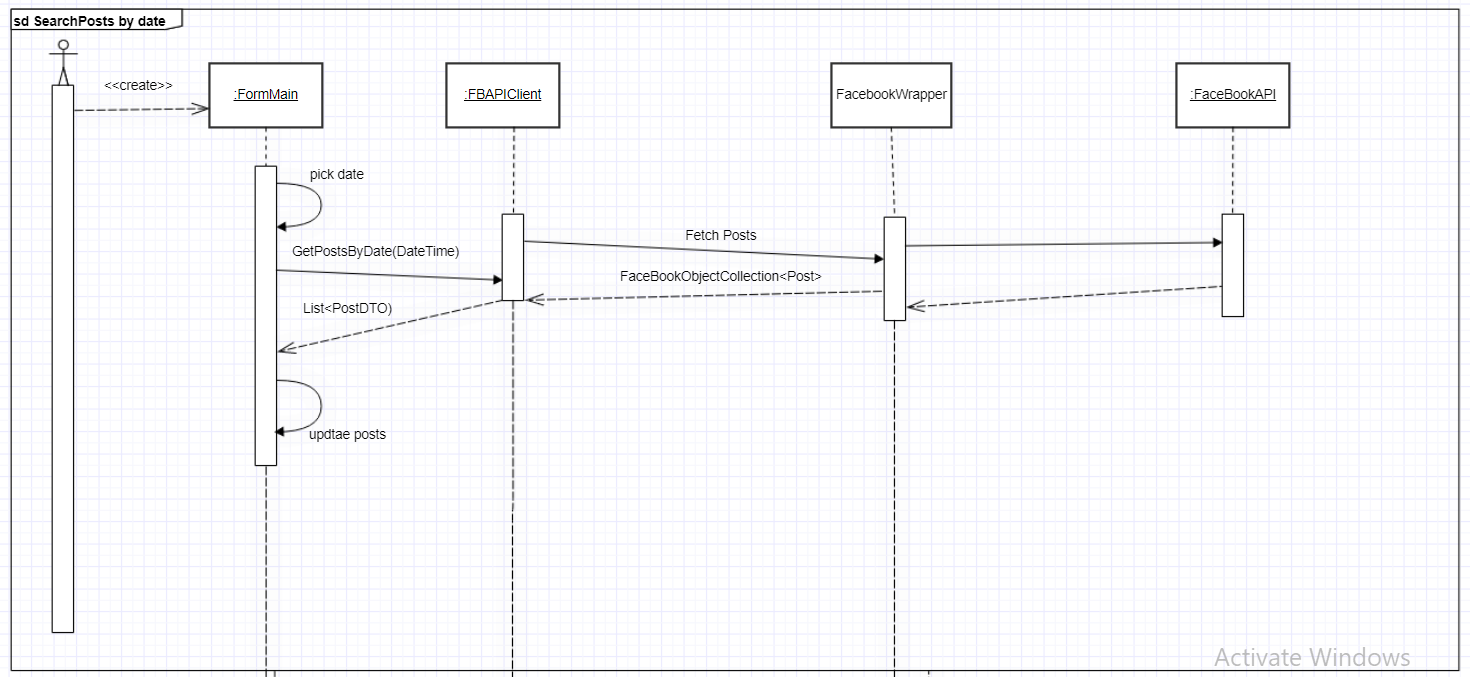 sd SearchPosts by date
<<create>>
:FormMain
:FBAPIClient
FacebookWrapper
:FaceBookAPI
pick date
GetPostsByDate(DateTime)
Fetch Posts
FaceBookObjectCollection<Post>
List<PostDTO)
updtae posts
Activate Windows